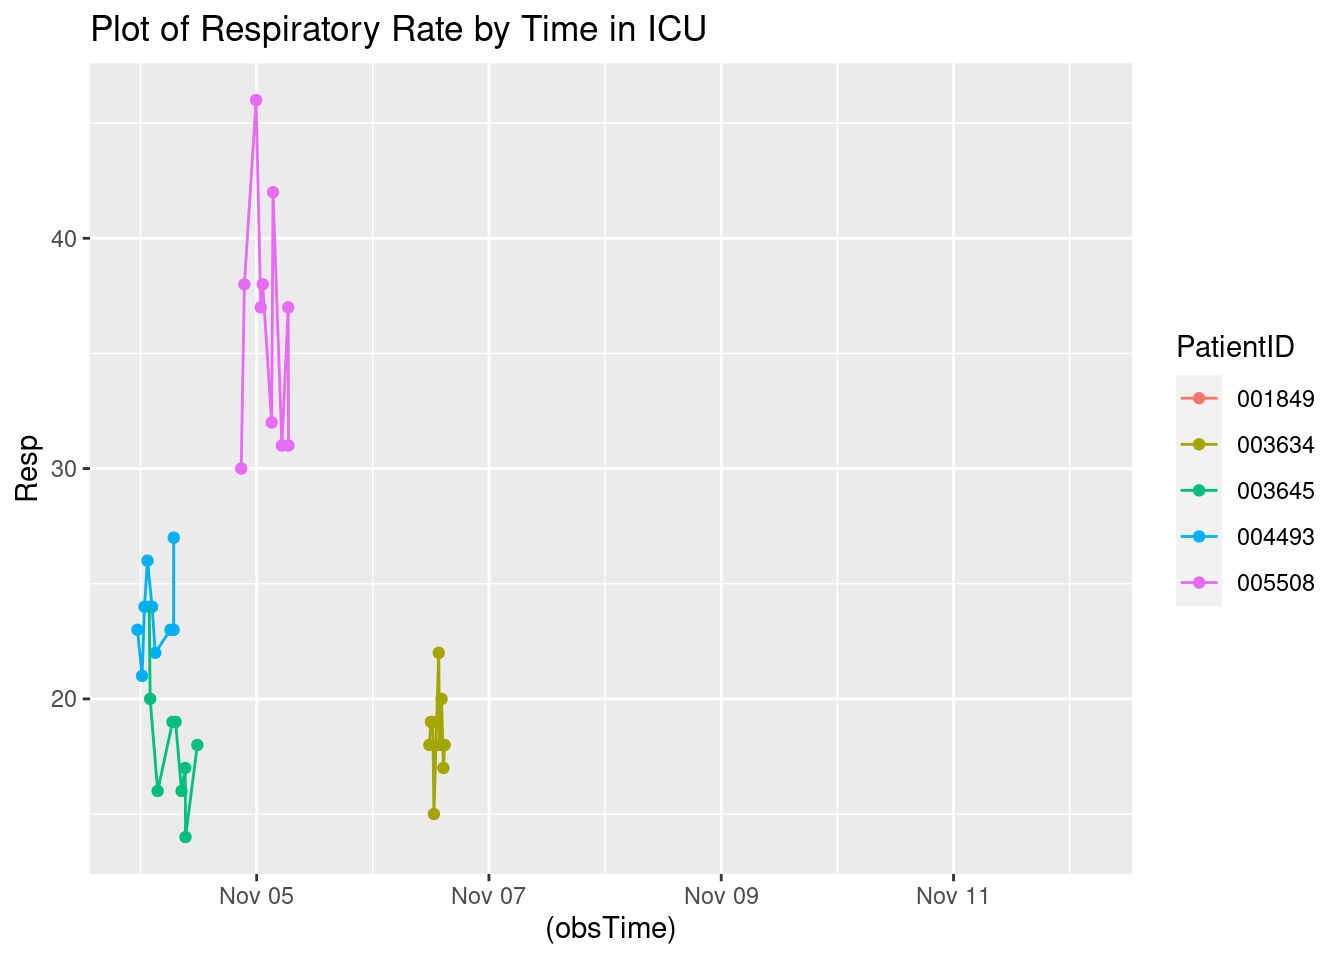 Plot of Respiratory Rate by Time in ICU
Resp
40
30
20
Nov 05 Nov 07 Nov 09 Nov 11
(obsTime)
PatientID
001849
003634
003645
004493
005508